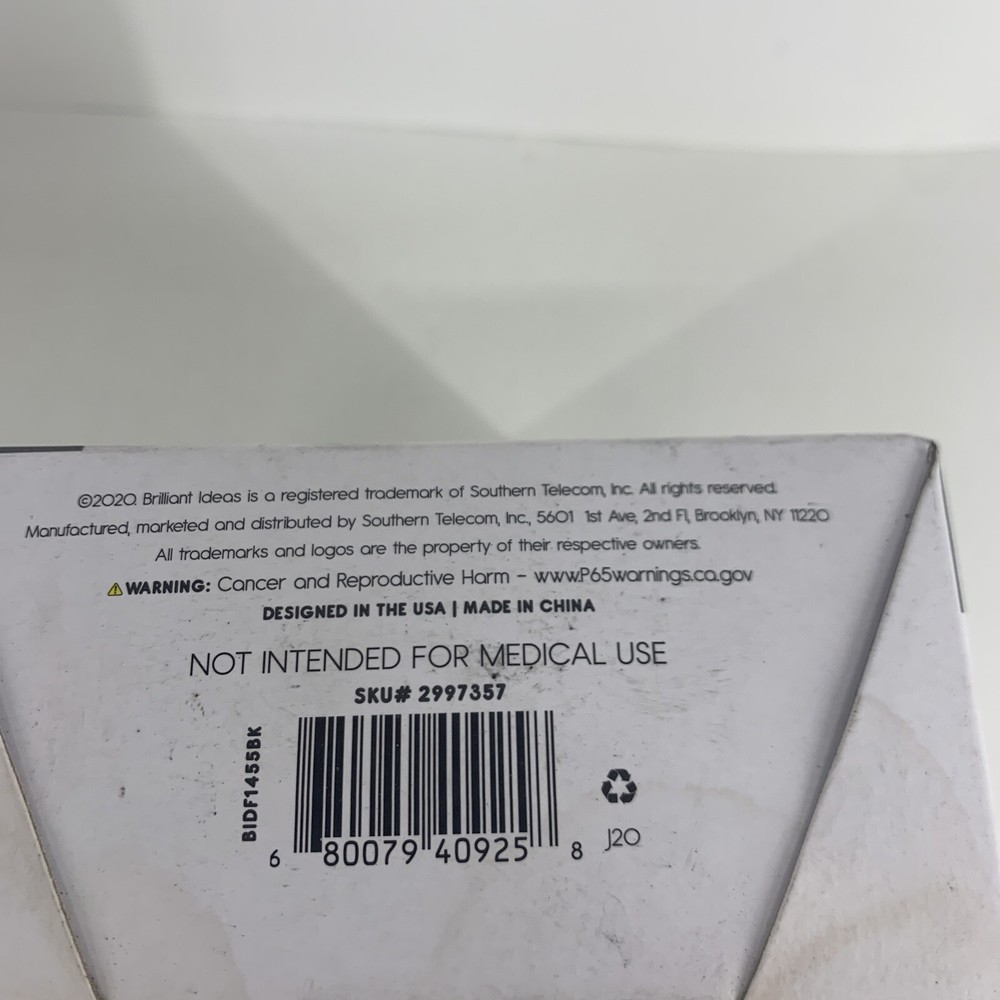 ©2020. Brilliant Ideas is a registered trademark of Southern Telecom, Inc. All rights reserved.
Manufactured, marketed and distributed by Southern Telecom, Inc., 5601 1st Ave, 2nd Fl, Brooklyn, NY 11220
All trademarks and logos are the property of their respective owners.
WARNING: Cancer and Reproductive Harm - www.P65warnings.ca.gov
DESIGNED IN THE USA | MADE IN CHINA
NOT INTENDED FOR MEDICAL USE
SKU# 2997357
BIDF1455BK
6 80079 40925 8
J20